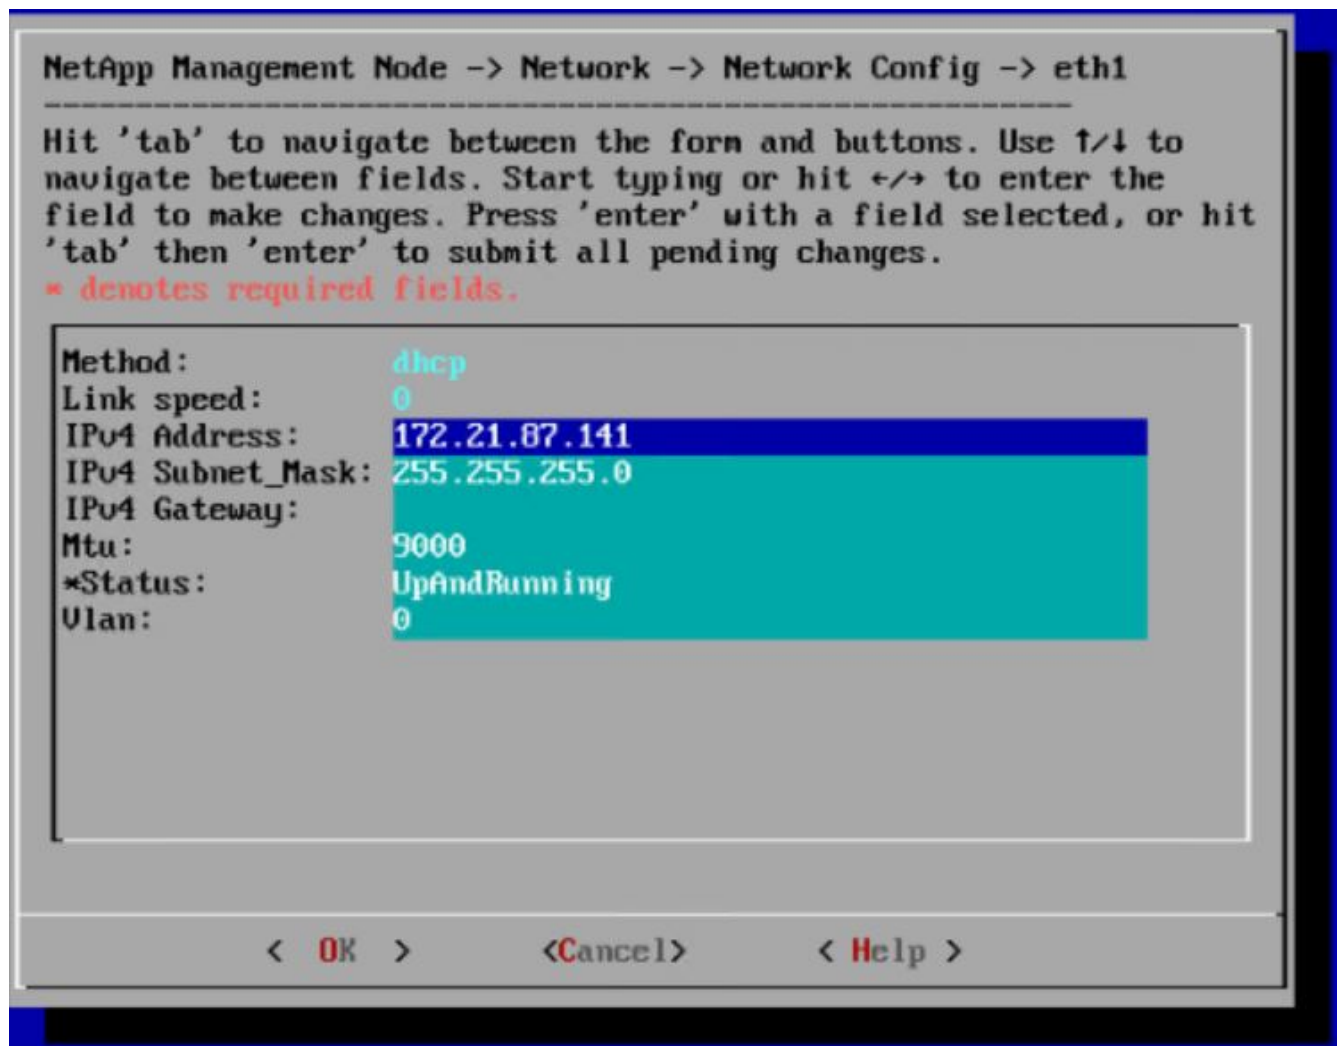 NetApp Management Node -> Network -> Network Config -> eth1
--------------------------------------------------------
Hit 'tab' to navigate between the form and buttons. Use ↑/↓ to
navigate between fields. Start typing or hit ←/→ to enter the
field to make changes. Press 'enter' with a field selected, or hit
'tab' then 'enter' to submit all pending changes.
* denotes required fields.
Method: dhcp
Link speed: 0
IPv4 Address: 172.21.87.141
IPv4 Subnet_Mask: 255.255.255.0
IPv4 Gateway:
Mtu: 9000
*Status: UpAndRunning
Vlan: 0
< OK > <Cancel> < Help >